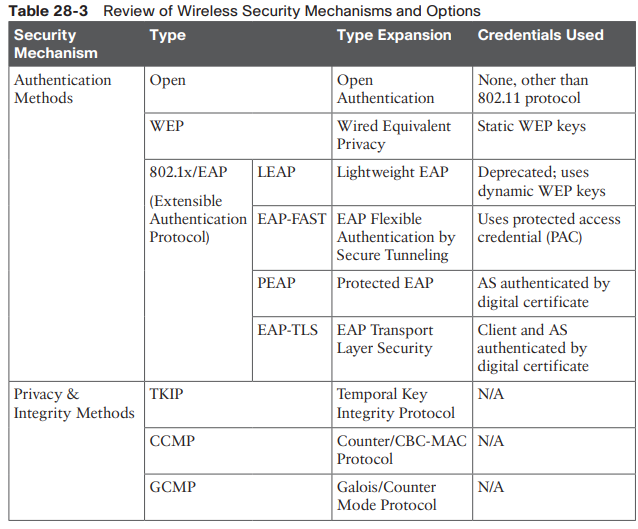 Table 28-3 Review of Wireless Security Mechanisms and Options
Security Mechanism Type Type Expansion Credentials Used
Authentication Methods Open Open Authentication None, other than 802.11 protocol
WEP Wired Equivalent Privacy Static WEP keys
802.1x/EAP (Extensible Authentication Protocol) LEAP Lightweight EAP Deprecated; uses dynamic WEP keys
EAP-FAST EAP Flexible Authentication by Secure Tunneling Uses protected access credential (PAC)
PEAP Protected EAP AS authenticated by digital certificate
EAP-TLS EAP Transport Layer Security Client and AS authenticated by digital certificate
Privacy & Integrity Methods TKIP Temporal Key Integrity Protocol N/A
CCMP Counter/CBC-MAC Protocol N/A
GCMP Galois/Counter Mode Protocol N/A